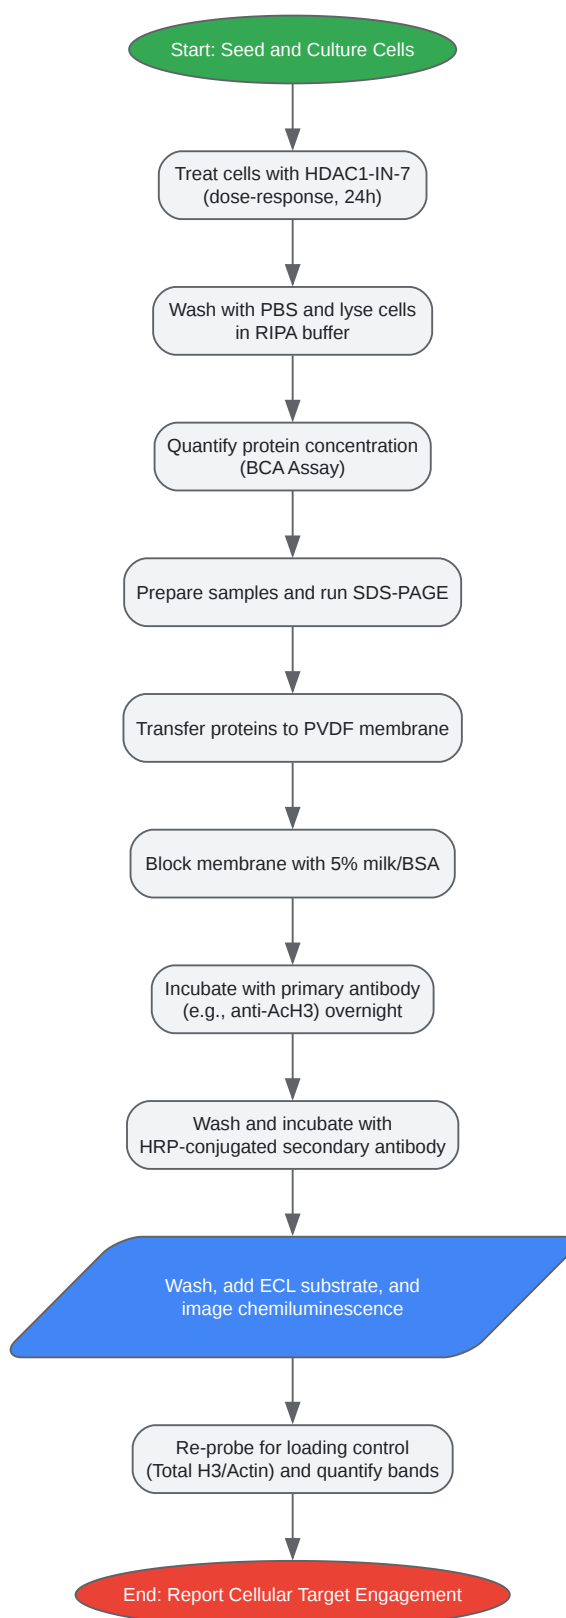 Start: Seed and Culture Cells
Treat cells with HDAC1-IN-7
(dose-response, 24h)
Wash with PBS and lyse cells
in RIPA buffer
Quantify protein concentration
(BCA Assay)
Prepare samples and run SDS-PAGE
Transfer proteins to PVDF membrane
Block membrane with 5% milk/BSA
Incubate with primary antibody
(e.g., anti-AcH3) overnight
Wash and incubate with
HRP-conjugated secondary antibody
Wash, add ECL substrate, and
image chemiluminescence
Re-probe for loading control
(Total H3/Actin) and quantify bands
End: Report Cellular Target Engagement